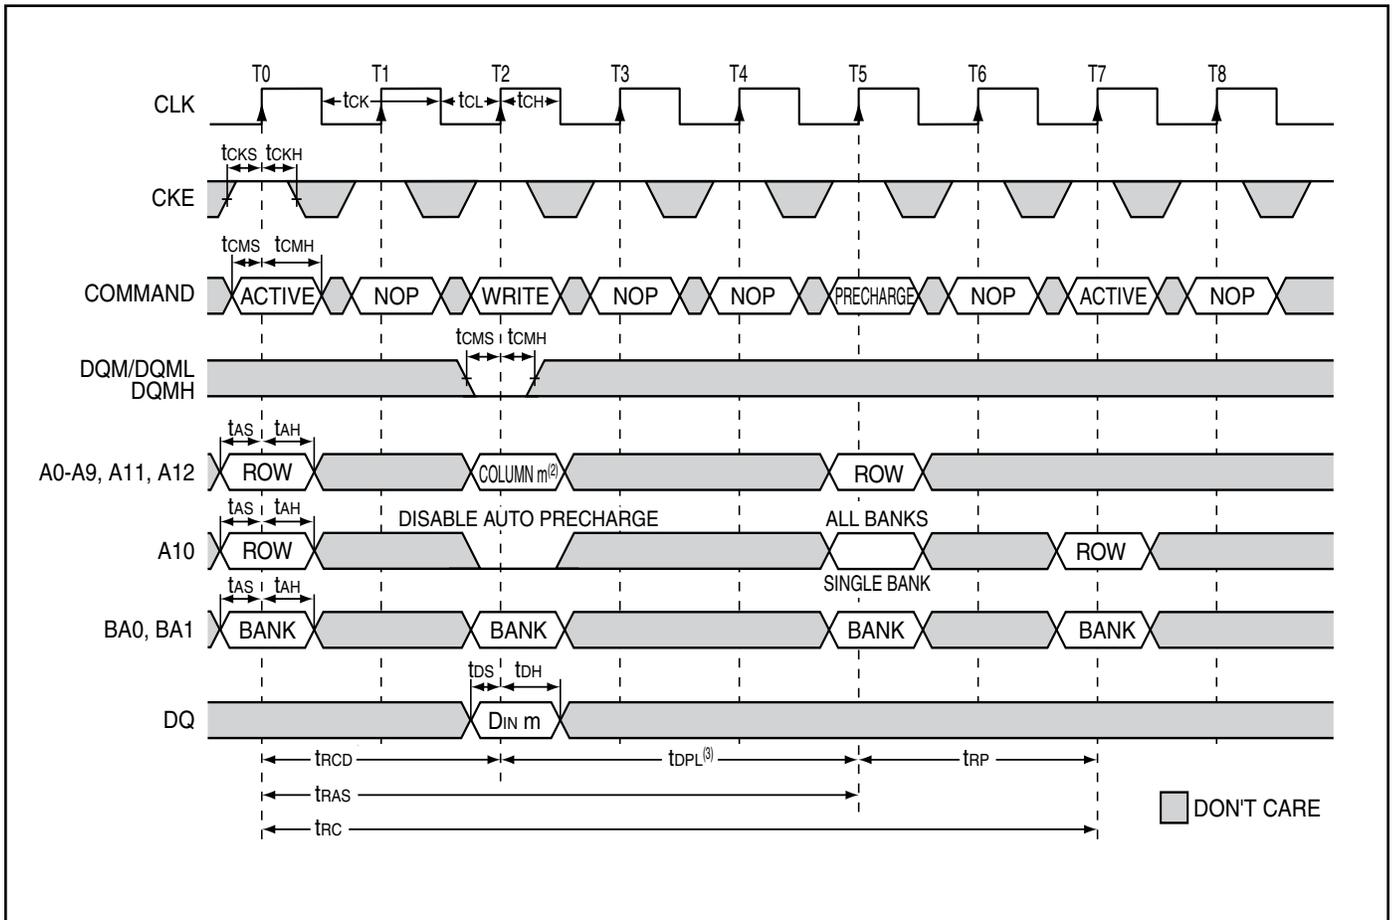 T0 T1 T2 T3 T4 T5 T6 T7 T8
CLK tCK tCL tCH
tCKS tCKH
CKE
tCMS tCMH
COMMAND ACTIVE NOP WRITE NOP NOP PRECHARGE NOP ACTIVE NOP
tCMS tCMH
DQM/DQML
DQMH
tAS tAH
A0-A9, A11, A12 ROW COLUMN m(2) ROW
tAS tAH DISABLE AUTO PRECHARGE ALL BANKS
A10 ROW ROW
tAS tAH SINGLE BANK
BA0, BA1 BANK BANK BANK BANK
tDS tDH
DQ DIN m
tRCD tDPL(3) tRP
tRAS
DON'T CARE
tRC